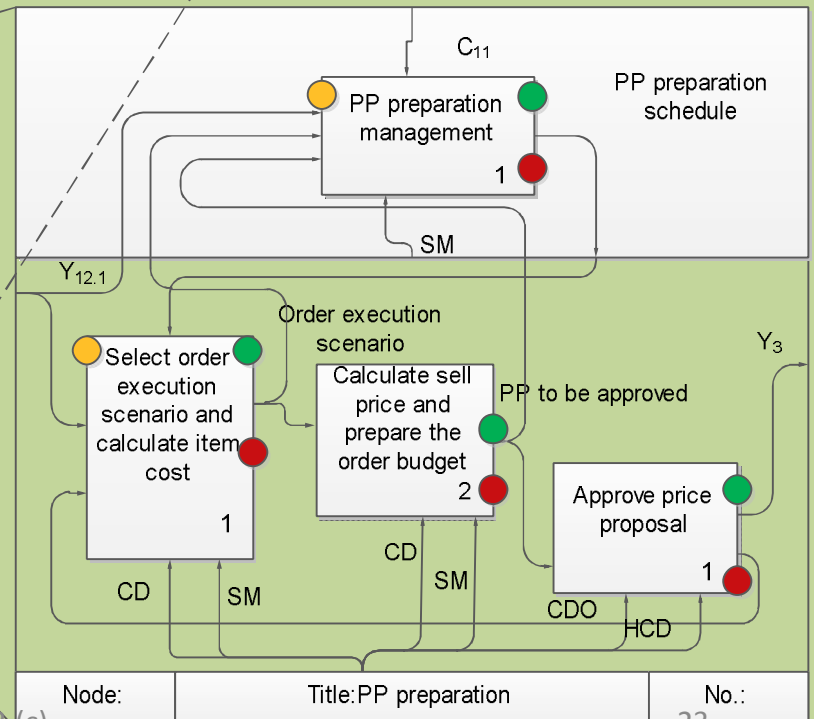 C11
PP preparation
schedule
PP preparation
management
1
SM
Y12.1
Order execution
scenario
Y3
Select order
execution
scenario and
calculate item
cost
1
Calculate sell
price and
prepare the
order budget
2
PP to be approved
Approve price
proposal
1
CD
SM
CD
SM
CDO
HCD
Node:
Title:PP preparation
No.: